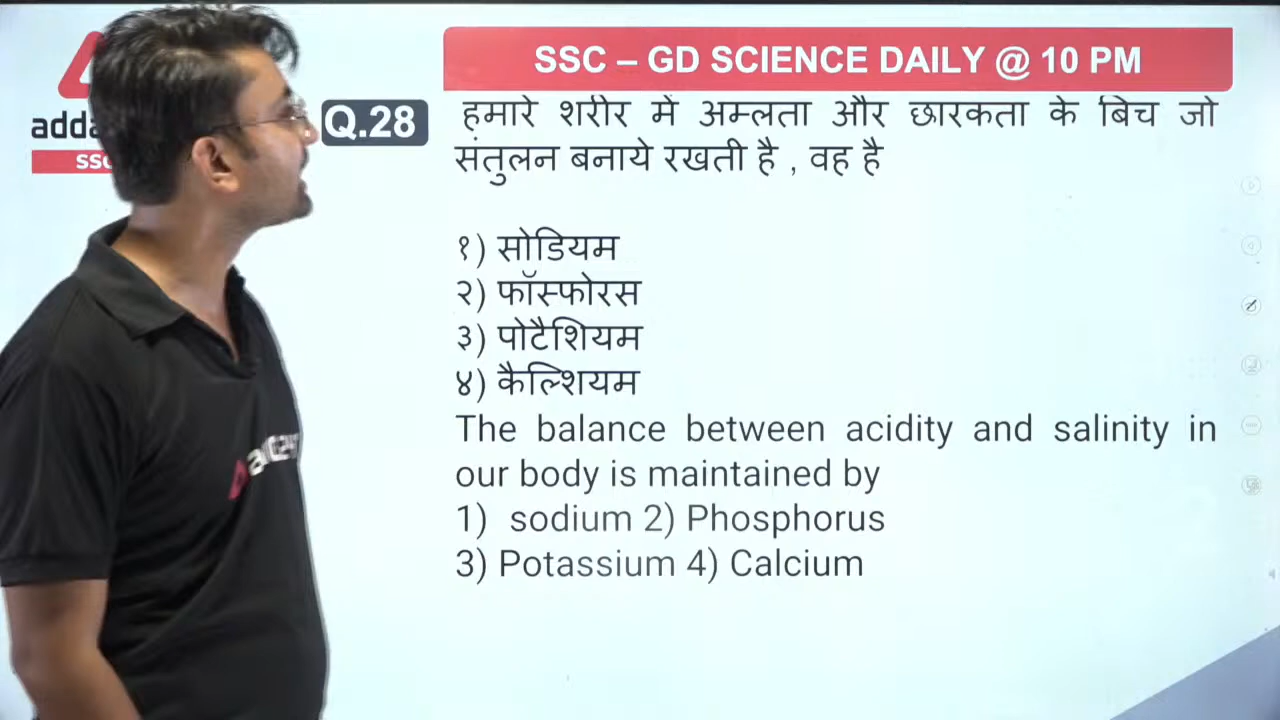 SSC – GD SCIENCE DAILY @ 10 PM
adda
SSC
Q.28
हमारे शरीर में अम्लता और छारकता के बिच जो
संतुलन बनाये रखती है , वह है
१) सोडियम
२) फॉस्फोरस
३) पोटैशियम
४) कैल्शियम
The balance between acidity and salinity in
our body is maintained by
1) sodium 2) Phosphorus
3) Potassium 4) Calcium